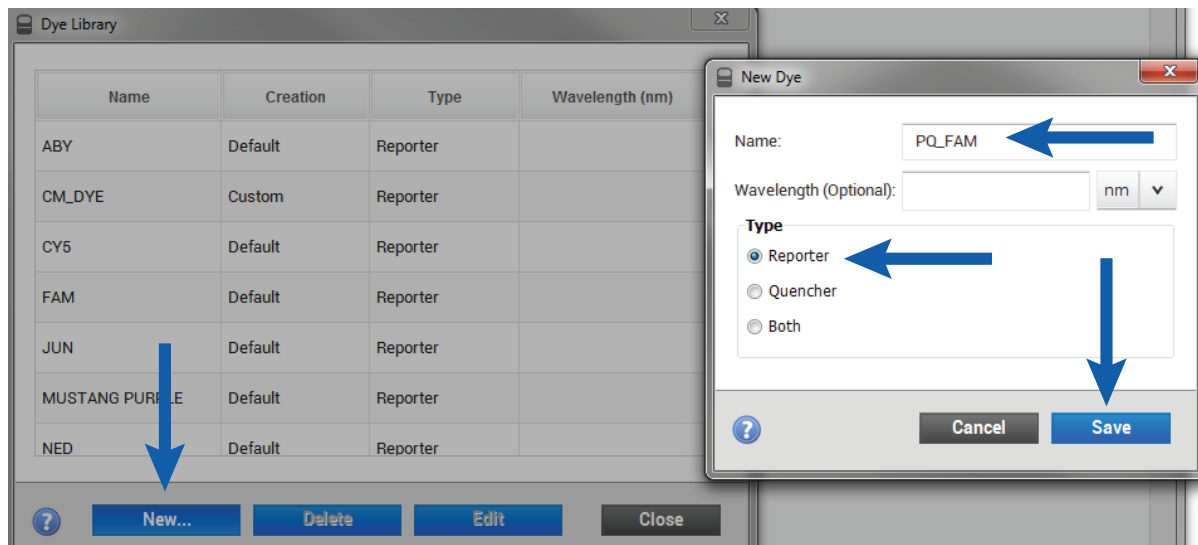 Dye Library
Name Creation Type Wavelength (nm)
ABY Default Reporter
CM_DYE Custom Reporter
CY5 Default Reporter
FAM Default Reporter
JUN Default Reporter
MUSTANG PURPLE Default Reporter
NED Default Reporter
? New... Delete Edit Close
New Dye
Name: PQ_FAM
Wavelength (Optional): nm
Type
Reporter
Quencher
Both
? Cancel Save